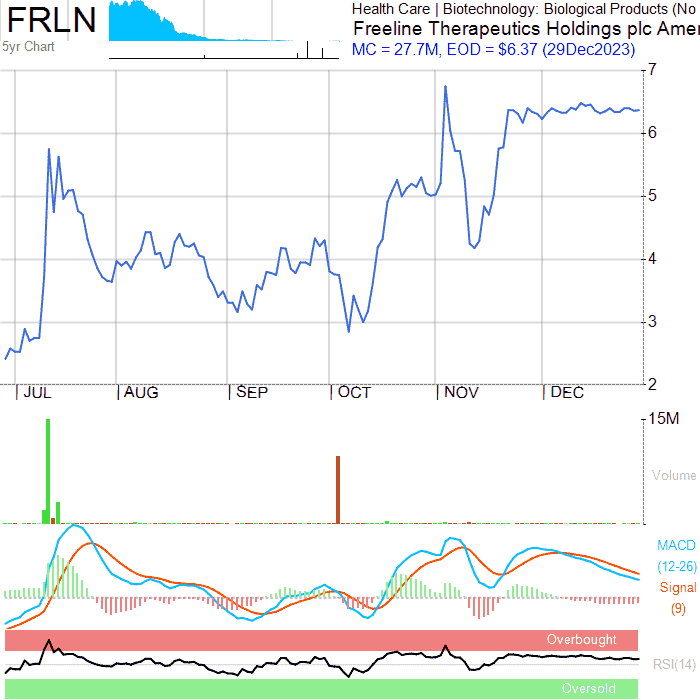 FRLN
5yr Chart
Health Care | Biotechnology: Biological Products (No
Freeline Therapeutics Holdings plc Amer
MC = 27.7M, EOD = $6.37 (29Dec2023)
7
6
5
4
3
2
JUL AUG SEP OCT NOV DEC
15M
Volume
MACD
(12-26)
Signal
(9)
Overbought
RSI(14)
Oversold